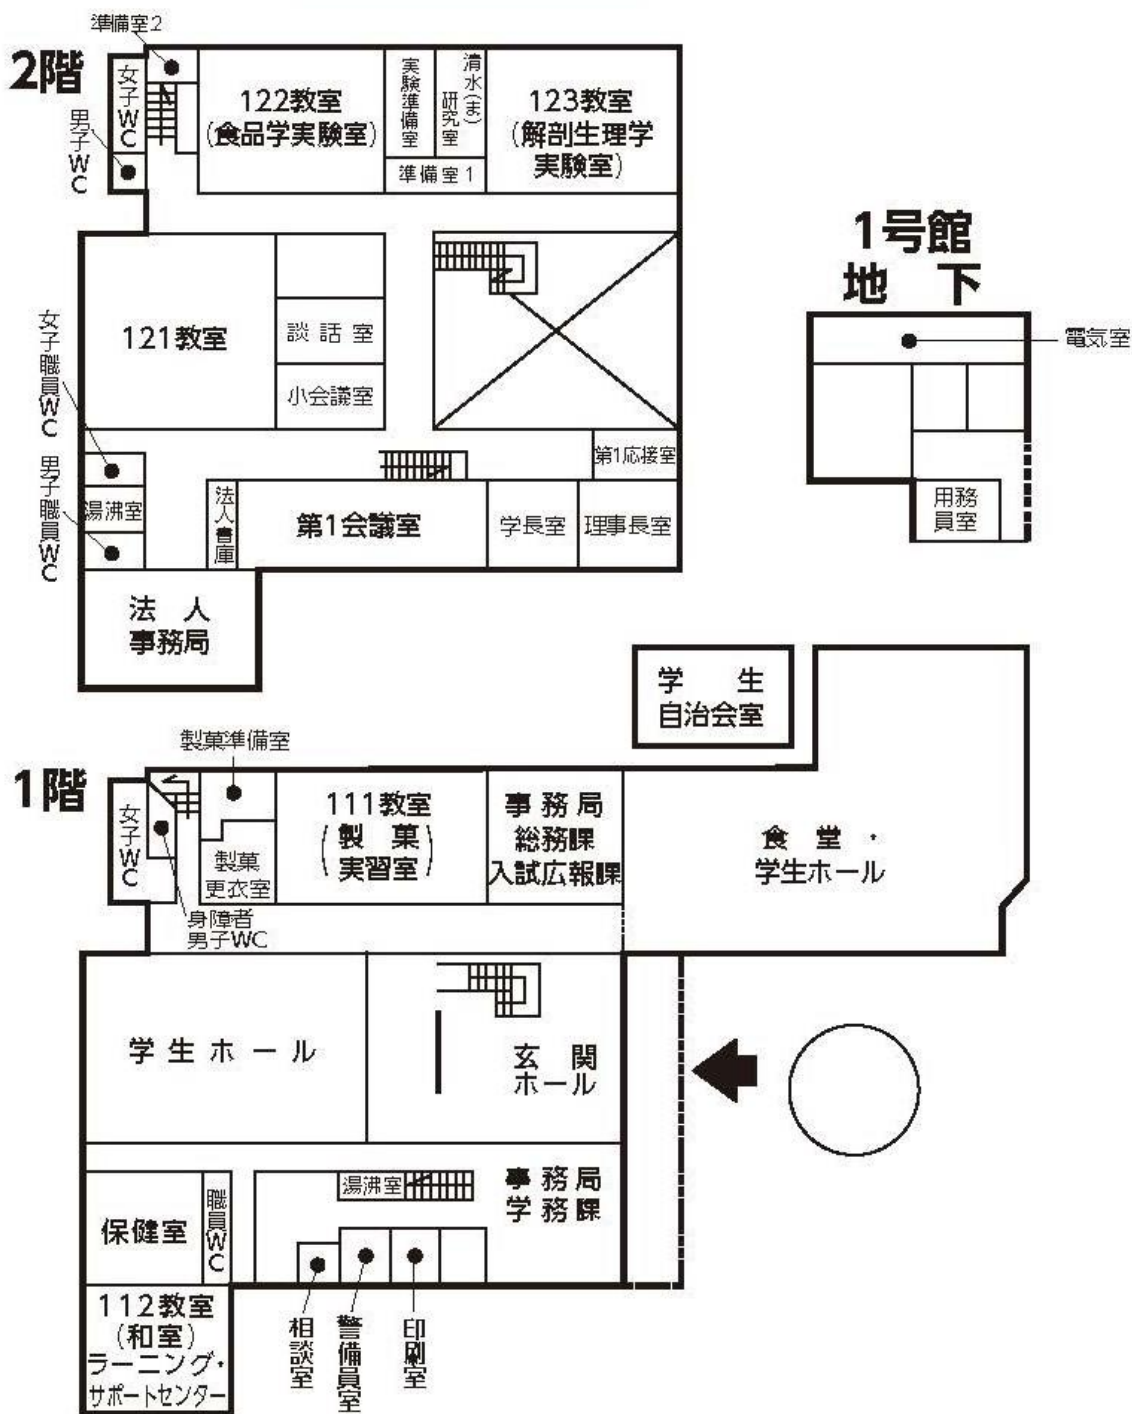 準備室2
2階
女子WC
男子WC
122教室
(食品学実験室)
実験準備室
清水(ま)
研究室
準備室1
123教室
(解剖生理学
実験室)
121教室
談話室
小会議室
女子職員WC
湯沸室
男子職員WC
法人書庫
第1会議室
学長室
理事長室
第1応接室
法人
事務局
1号館
地下
電気室
用務
員室
学生
自治会室
1階
製菓準備室
女子WC
製菓
更衣室
身障者
男子WC
111教室
(製菓
実習室)
事務局
総務課
入試広報課
食堂・
学生ホール
学生ホール
玄関
ホール
湯沸室
事務局
学務課
保健室
職員WC
112教室
(和室)
ラーニング・
サポートセンター
相談室
警備員室
印刷室